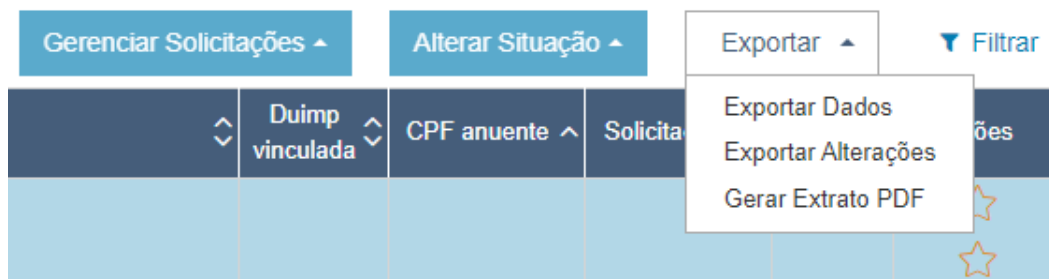 Gerenciar Solicitações
Alterar Situação
Exportar
Filtrar
Exportar Dados
Exportar Alterações
Gerar Extrato PDF
Duimp
vinculada
CPF anuente